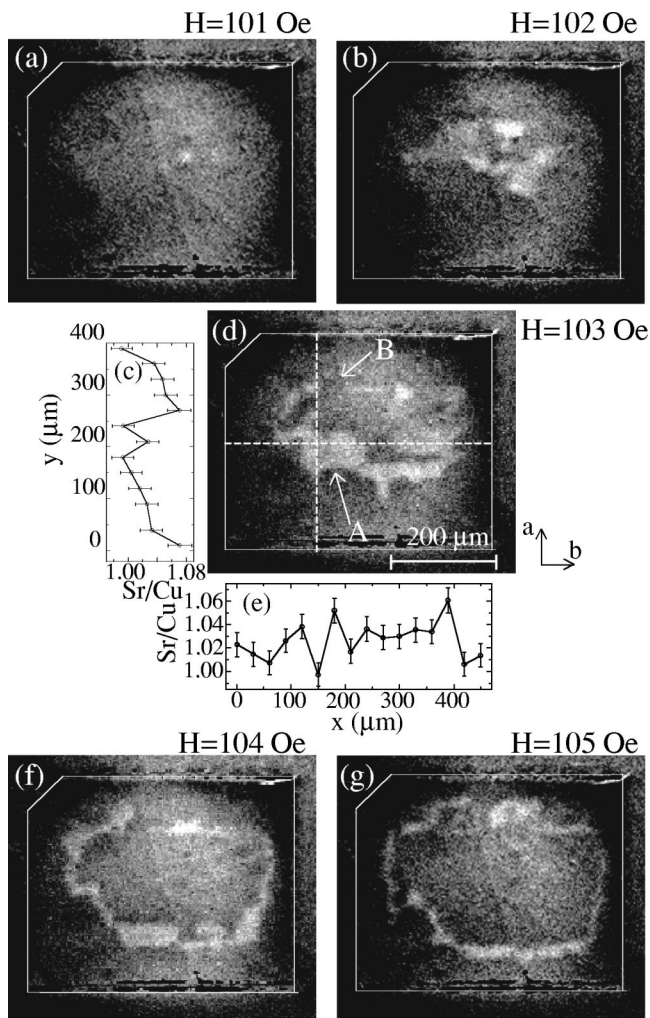 H=101 Oe
(a)
H=102 Oe
(b)
400
300
200
100
0
y (μm)
(c)
1.00 1.08
Sr/Cu
(d)
B
A
200 μm
H=103 Oe
a
b
(e)
1.06
1.04
1.02
1.00
Sr/Cu
0 100 200 300 400
x (μm)
H=104 Oe
(f)
H=105 Oe
(g)